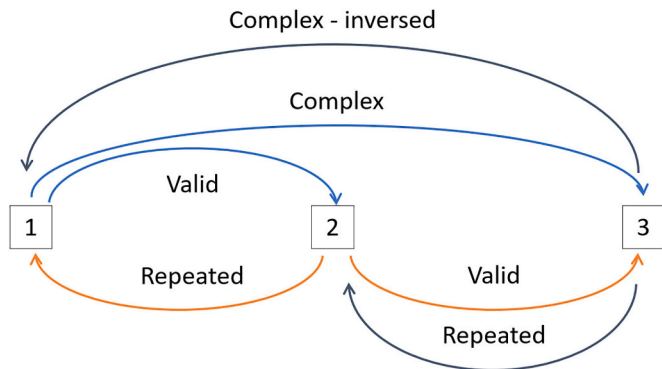 Complex - inversed
Complex
Valid
1
2
3
Repeated
Valid
Repeated